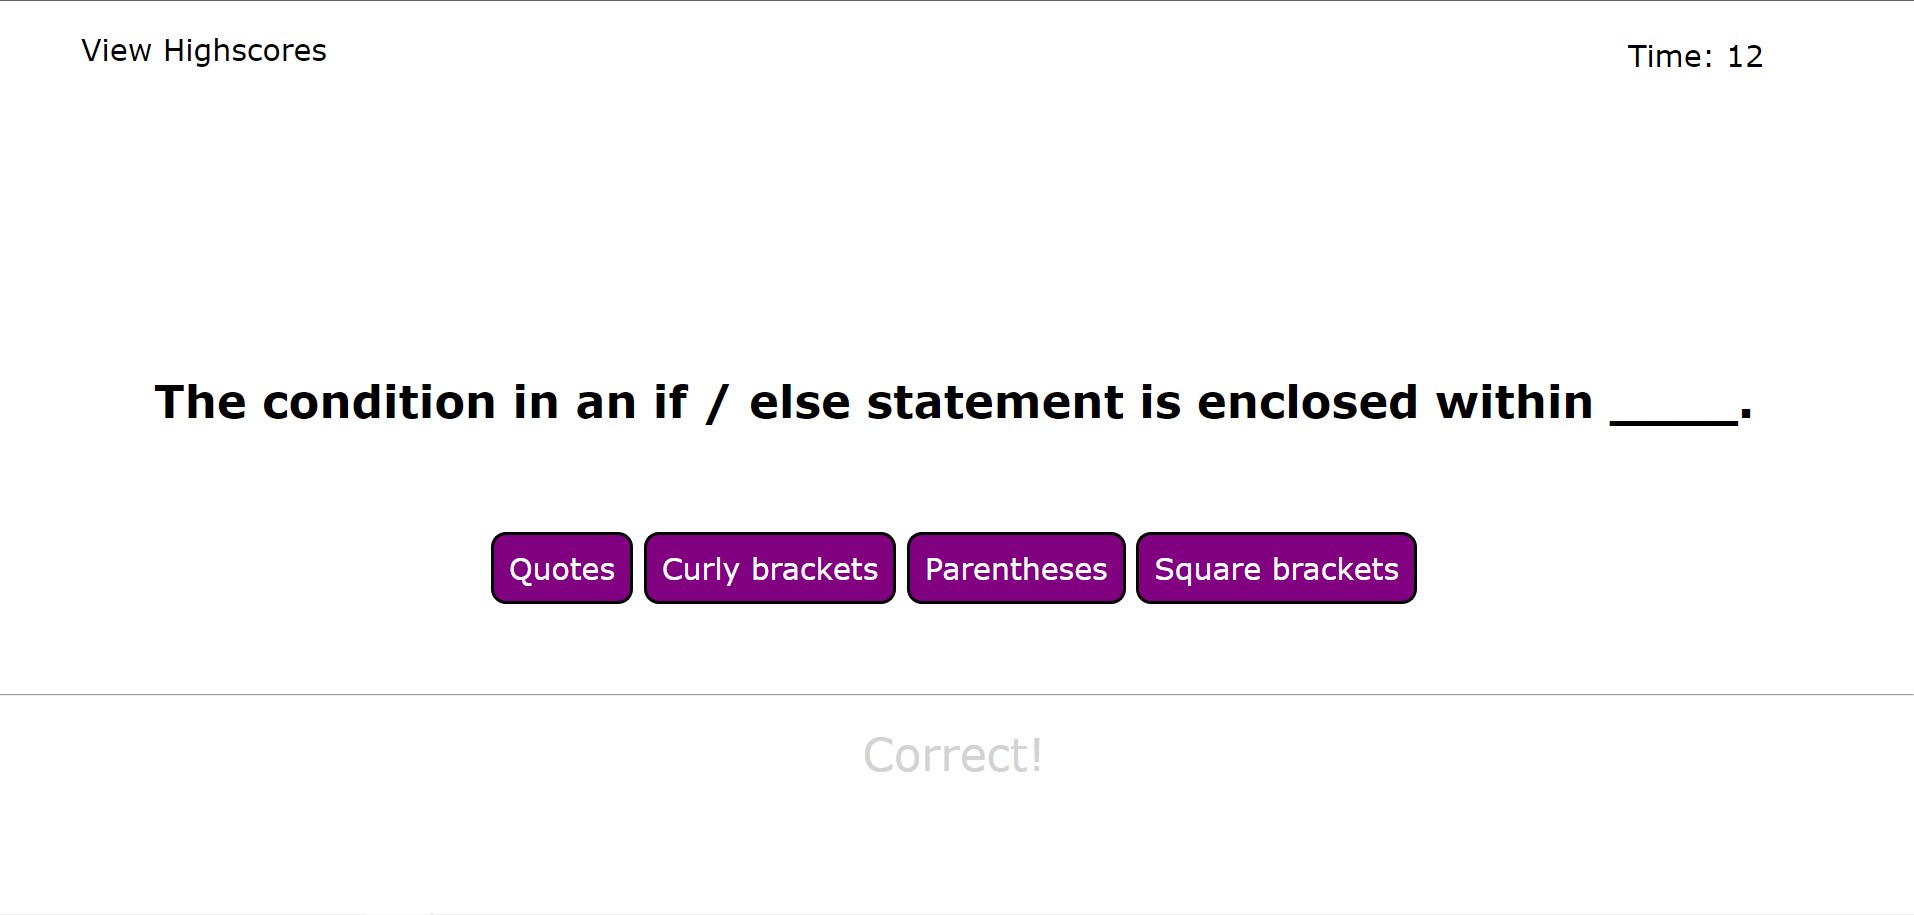 View Highscores
Time: 12
The condition in an if / else statement is enclosed within _____.
Quotes
Curly brackets
Parentheses
Square brackets
Correct!